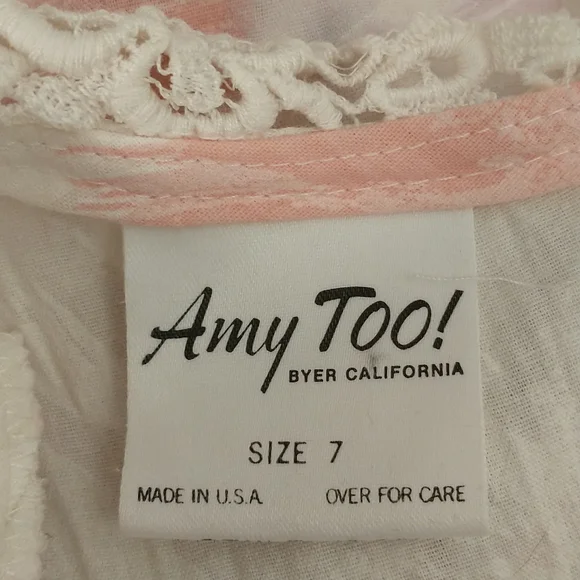 Amy Too!
BYER CALIFORNIA
SIZE 7
MADE IN U.S.A. OVER FOR CARE